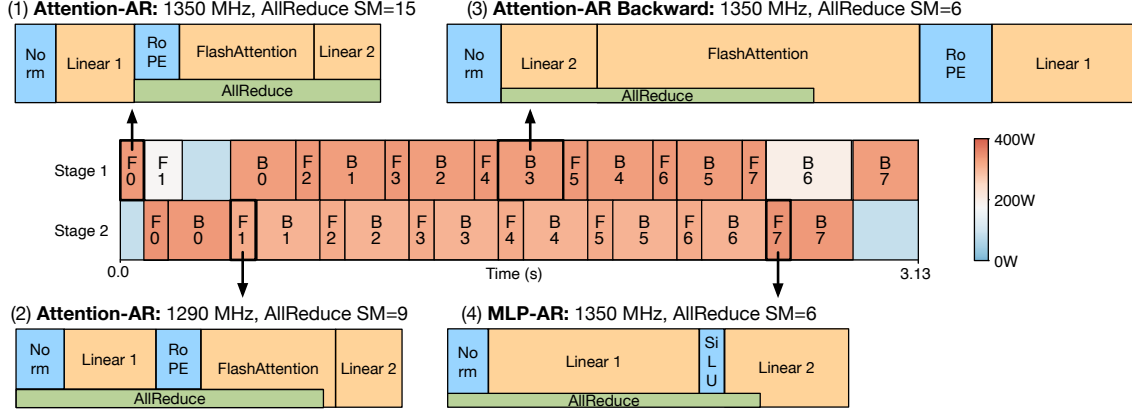 (1) Attention-AR: 1350 MHz, AllReduce SM=15
No
rm
Linear 1
Ro
PE
FlashAttention
Linear 2
AllReduce
(3) Attention-AR Backward: 1350 MHz, AllReduce SM=6
No
rm
Linear 2
FlashAttention
Ro
PE
Linear 1
AllReduce
Stage 1
F
0
F
1
B
0
F
2
B
1
F
3
B
2
F
4
B
3
F
5
B
4
F
6
B
5
F
7
B
6
B
7
Stage 2
F
0
B
0
F
1
B
1
F
2
B
2
F
3
B
3
F
4
B
4
F
5
B
5
F
6
B
6
F
7
B
7
0.0
Time (s)
3.13
400W
200W
0W
(2) Attention-AR: 1290 MHz, AllReduce SM=9
No
rm
Linear 1
Ro
PE
FlashAttention
Linear 2
AllReduce
(4) MLP-AR: 1350 MHz, AllReduce SM=6
No
rm
Linear 1
Si
L
U
Linear 2
AllReduce